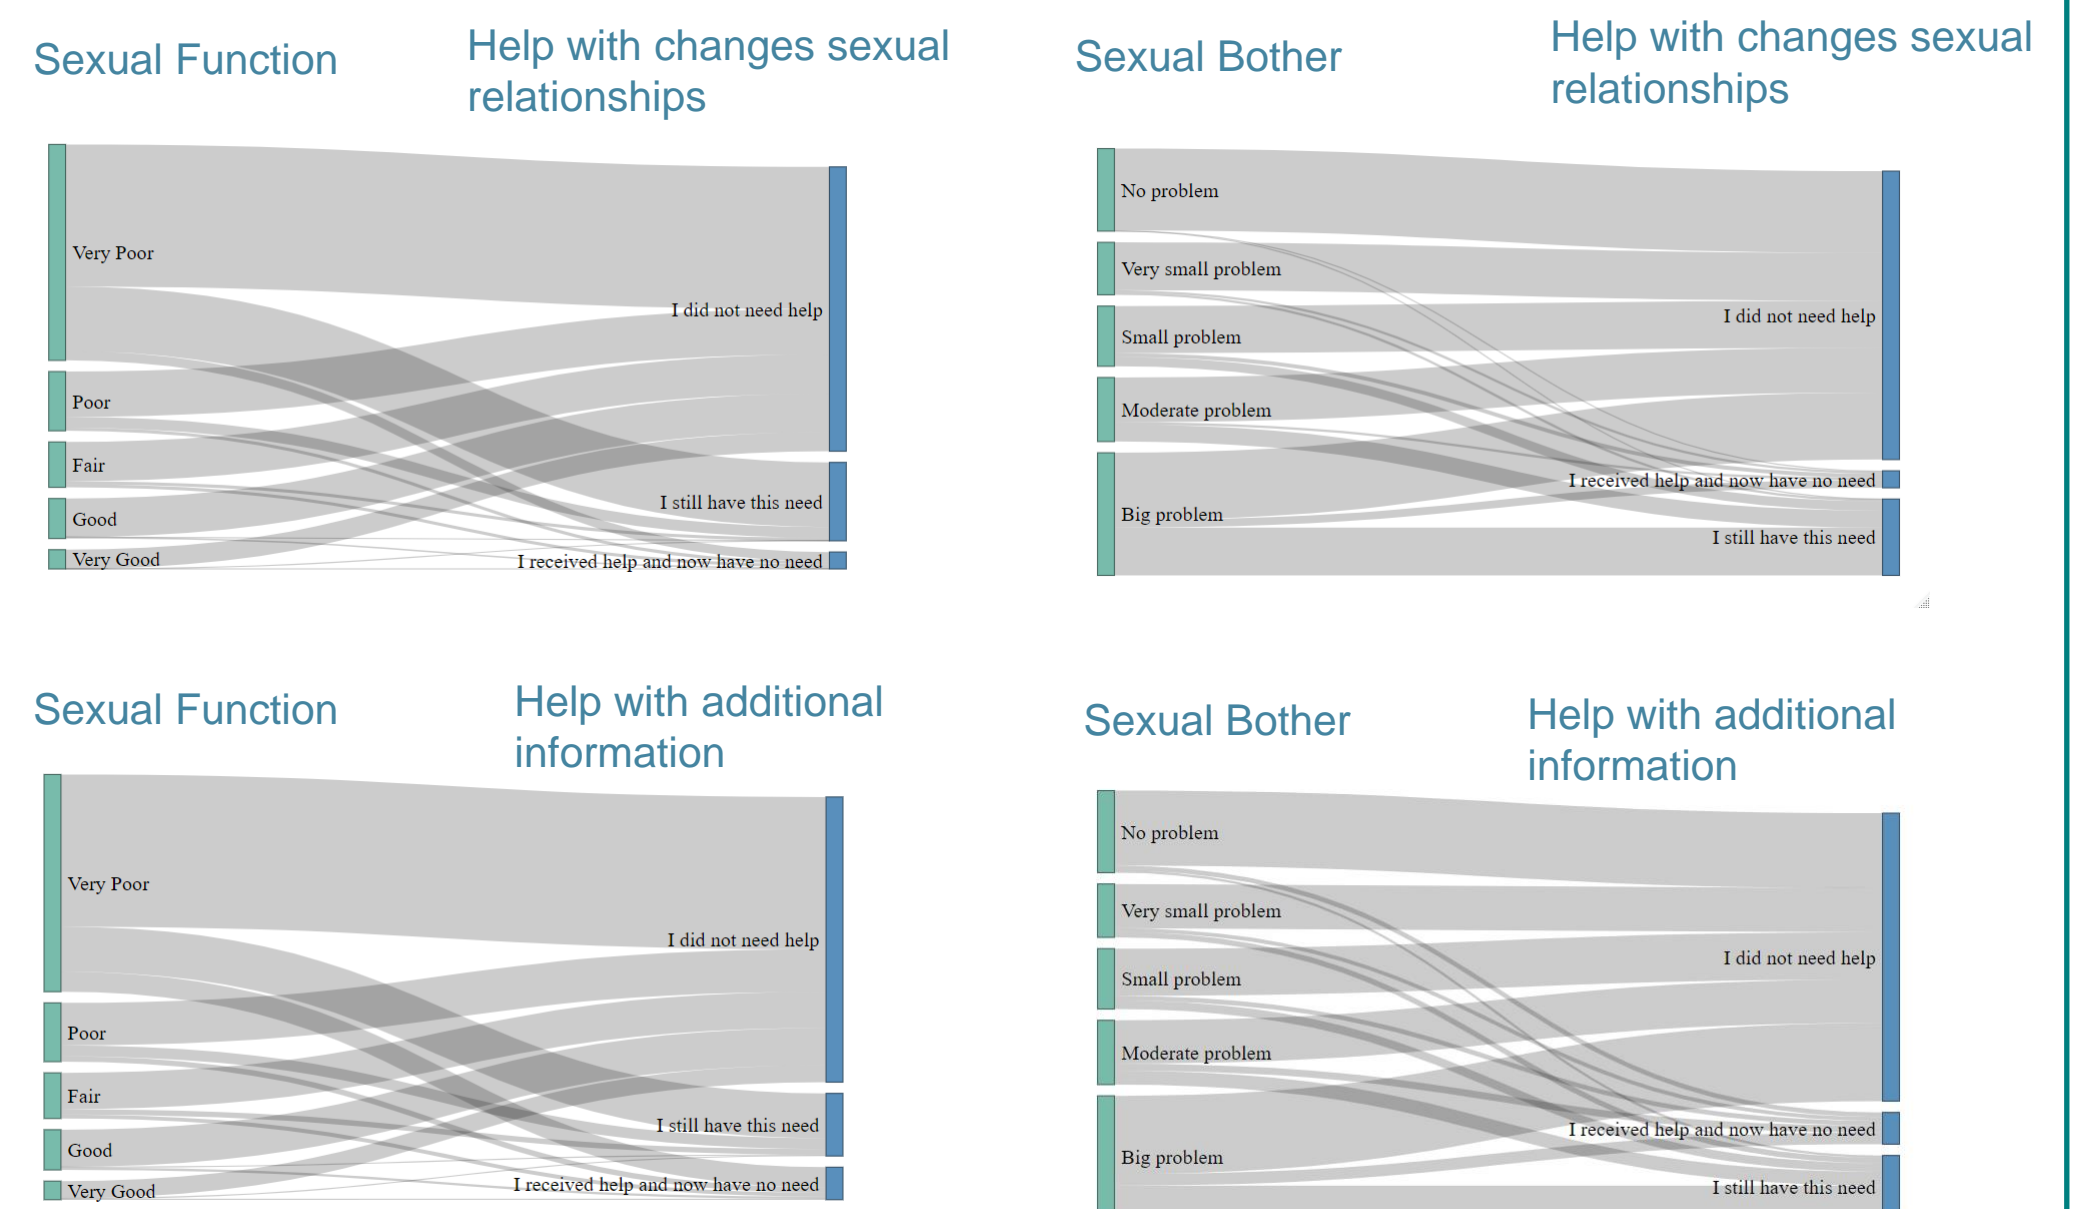 Sexual Function
Help with changes sexual
relationships
Very Poor
Poor
Fair
Good
Very Good
I did not need help
I still have this need
I received help and now have no need
Sexual Bother
Help with changes sexual
relationships
No problem
Very small problem
Small problem
Moderate problem
Big problem
I did not need help
I received help and now have no need
I still have this need
Sexual Function
Help with additional
information
Very Poor
Poor
Fair
Good
Very Good
I did not need help
I still have this need
I received help and now have no need
Sexual Bother
Help with additional
information
No problem
Very small problem
Small problem
Moderate problem
Big problem
I did not need help
I received help and now have no need
I still have this need